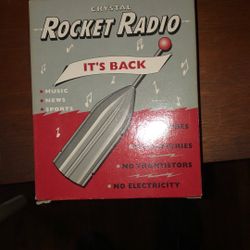 CRYSTAL
ROCKET RADIO
IT'S BACK
• MUSIC
• NEWS
• SPORTS
• NO TRANSISTORS
• NO ELECTRICITY